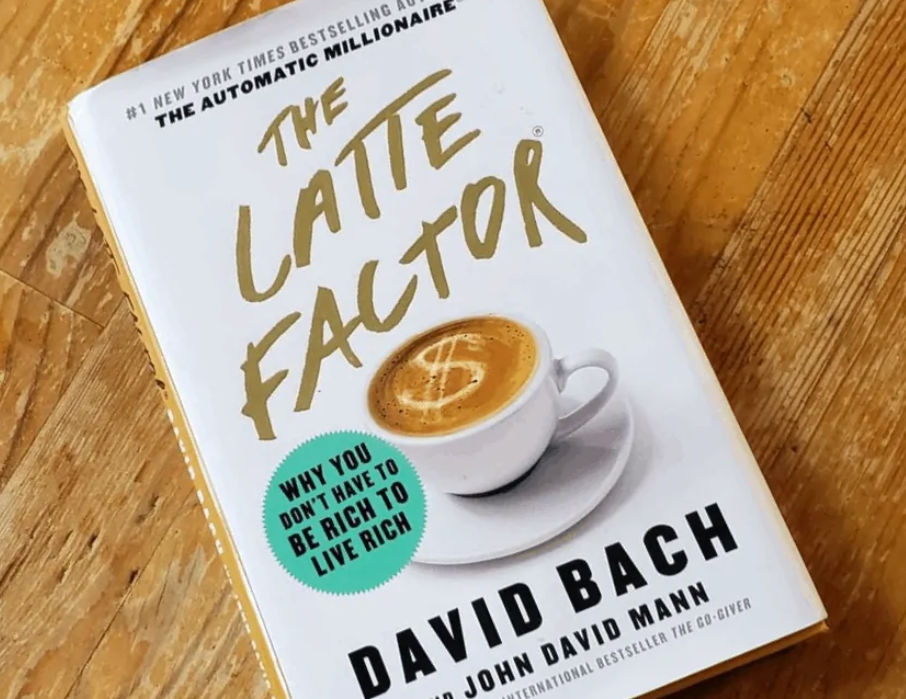 #1 NEW YORK TIMES BESTSELLING
THE AUTOMATIC MILLIONAIRE®
THE
LATTE
FACTOR®
$
WHY YOU
DON'T HAVE TO
BE RICH TO
LIVE RICH
DAVID BACH
JOHN DAVID MANN
INTERNATIONAL BESTSELLER THE GO-GIVER